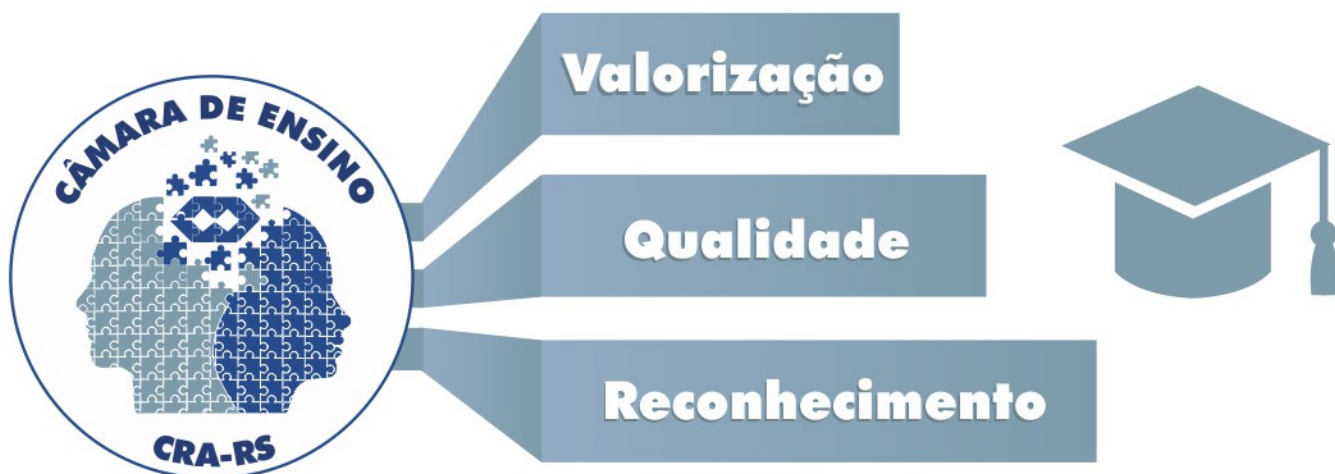 CÂMARA DE ENSINO
CRA-RS
Valorização
Qualidade
Reconhecimento